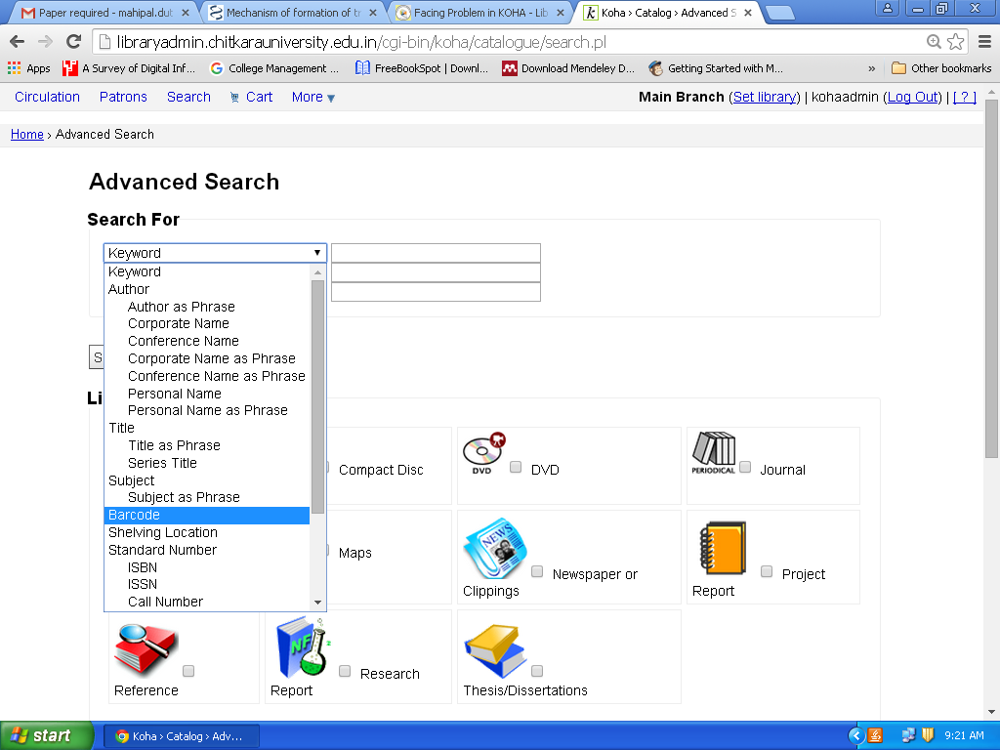 Paper required - mahipal.dut
Mechanism of formation of tr
Facing Problem in KOHA - Lib
Koha › Catalog › Advanced S
libraryadmin.chitkarauniversity.edu.in/cgi-bin/koha/catalogue/search.pl
Apps
A Survey of Digital Inf...
College Management ...
FreeBookSpot | Downl...
Download Mendeley D...
Getting Started with M...
»
Other bookmarks
Circulation Patrons Search Cart More ▼
Main Branch (Set library) | kohaadmin (Log Out) | [ ? ]
Home › Advanced Search
Advanced Search
Search For
Keyword
Keyword
Author
Author as Phrase
Corporate Name
Conference Name
Corporate Name as Phrase
Conference Name as Phrase
Personal Name
Personal Name as Phrase
Title
Title as Phrase
Series Title
Subject
Subject as Phrase
Barcode
Shelving Location
Standard Number
ISBN
ISSN
Call Number
S
Li
Compact Disc
DVD
DVD
PERIODICAL
Journal
Maps
NEWS
Newspaper or
Clippings
Project
Report
Reference
NF
Research
Report
Thesis/Dissertations
start
Koha › Catalog › Adv...
9:21 AM